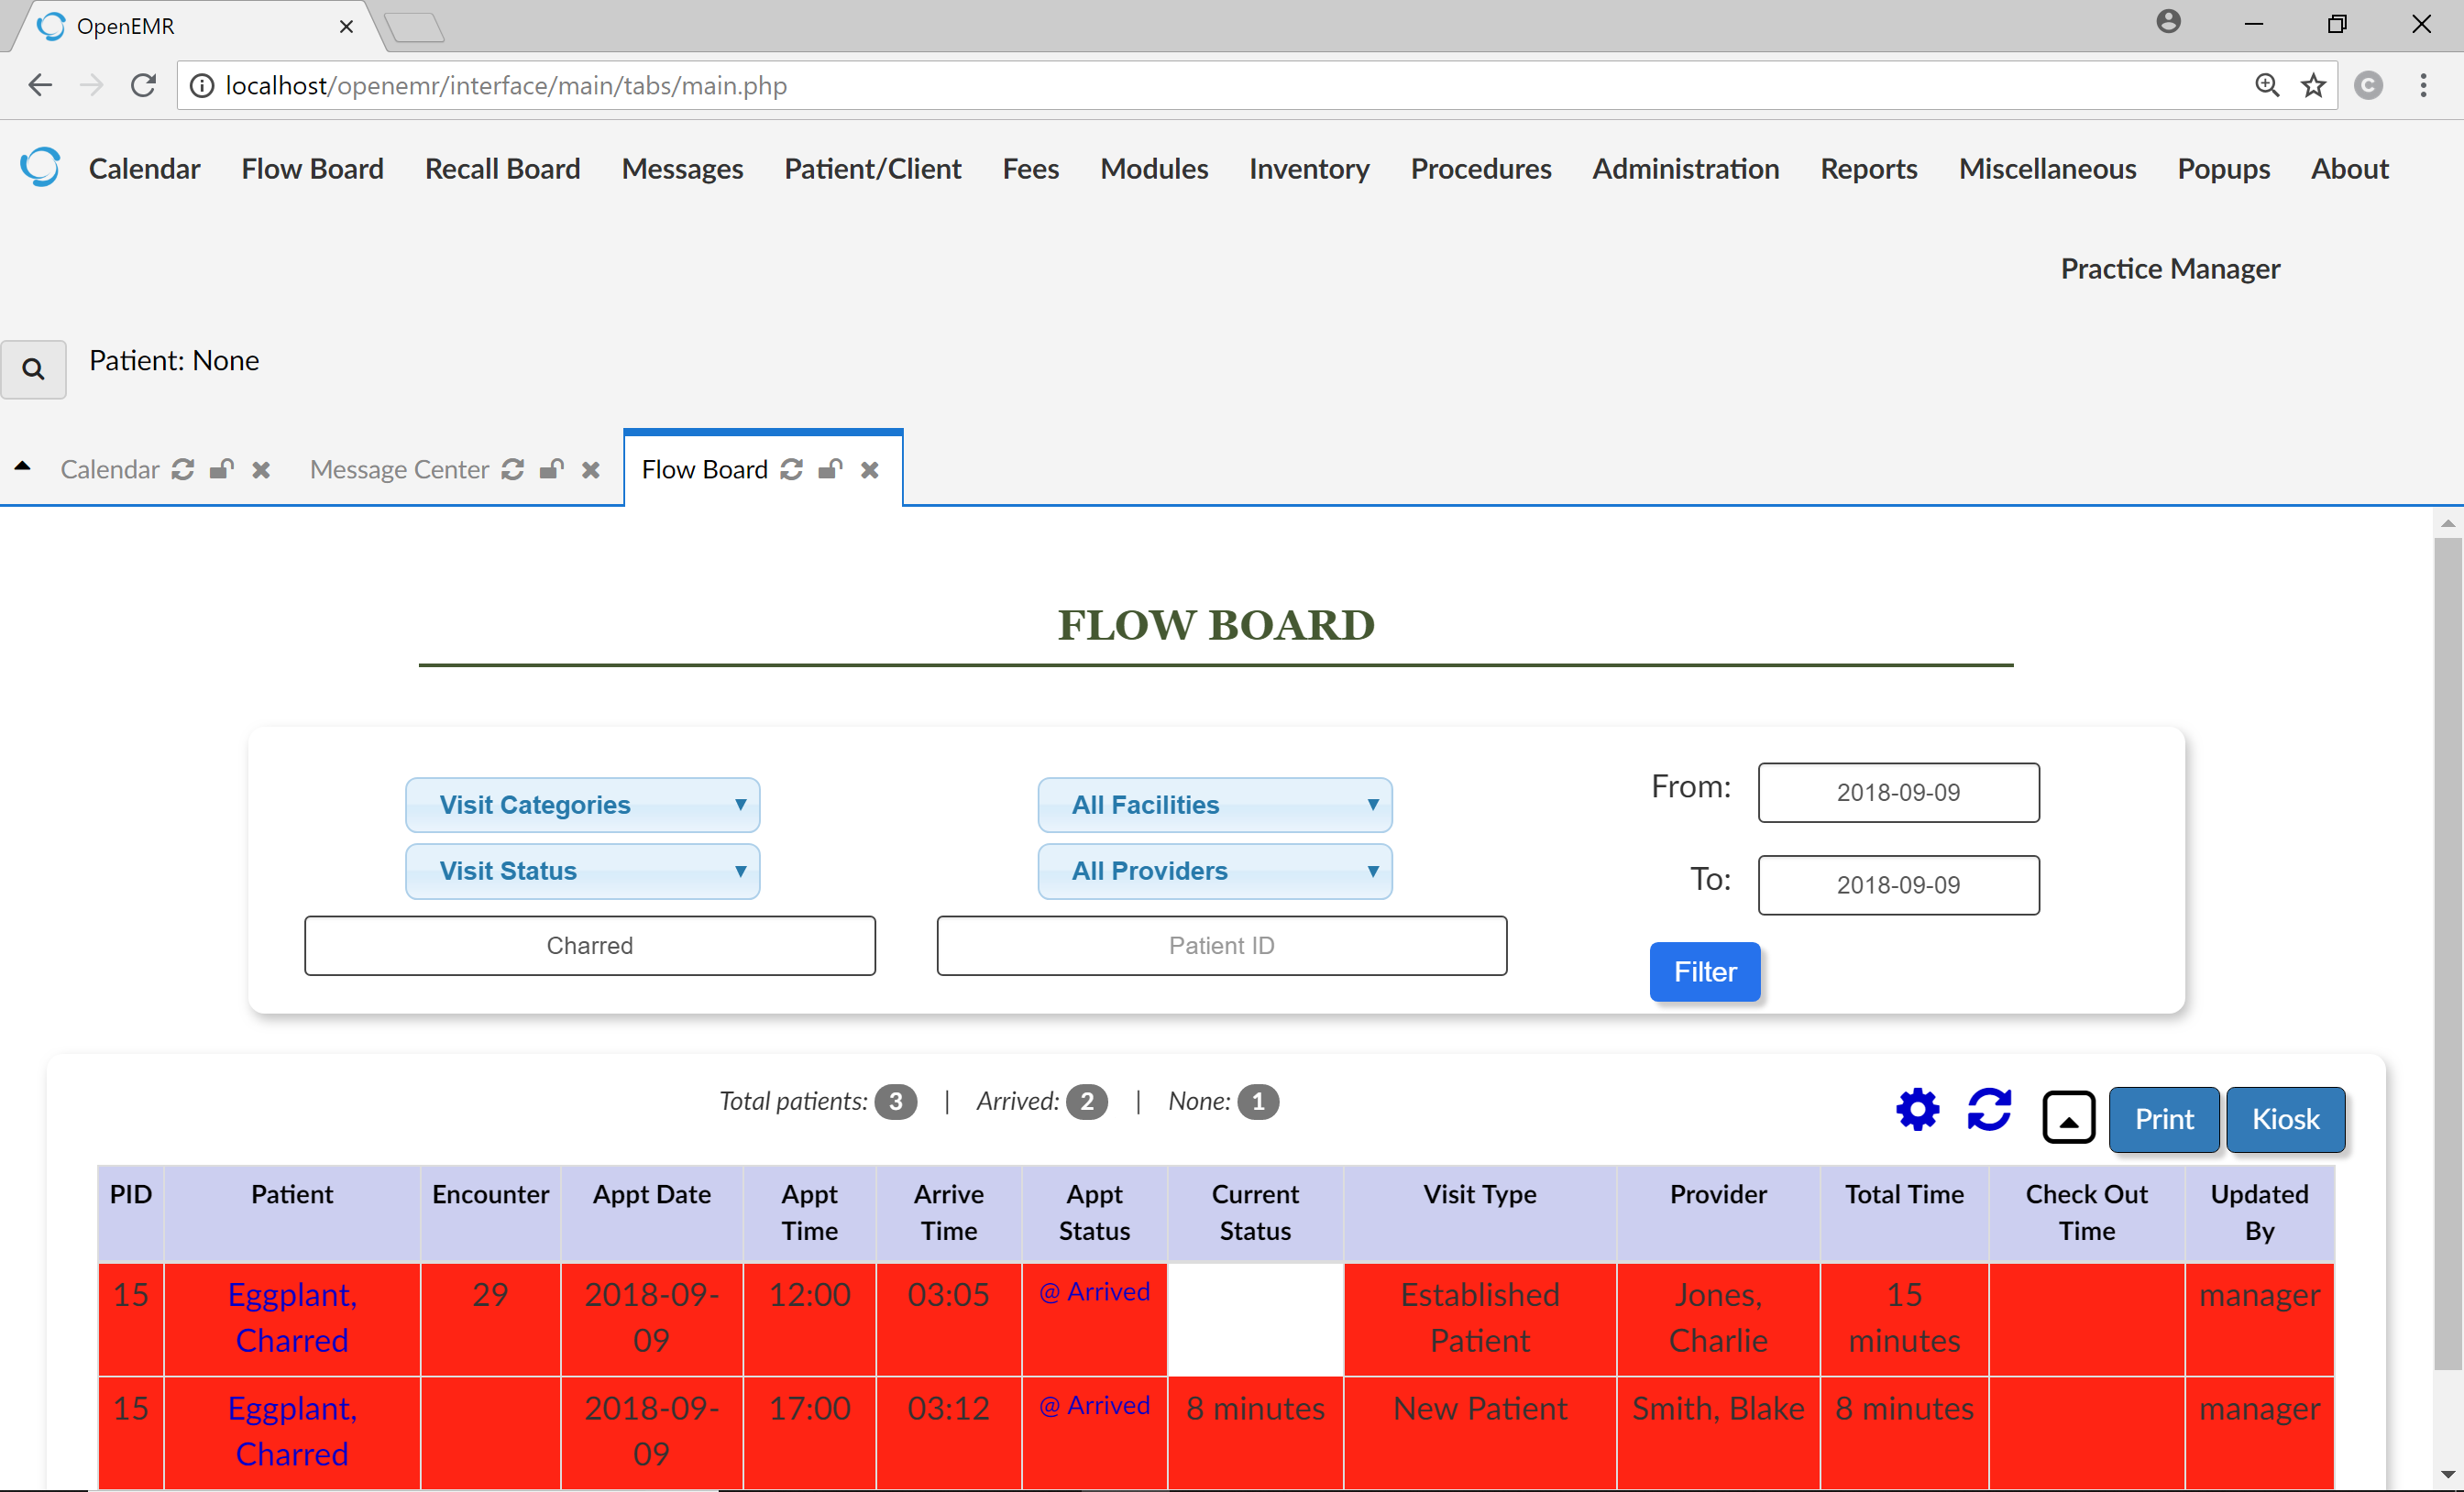 OpenEMR
localhost/openemr/interface/main/tabs/main.php
Calendar Flow Board Recall Board Messages Patient/Client Fees Modules Inventory Procedures Administration Reports Miscellaneous Popups About
Practice Manager
Patient: None
Calendar Message Center Flow Board
FLOW BOARD
Visit Categories All Facilities From: 2018-09-09
Visit Status All Providers To: 2018-09-09
Charred Patient ID Filter
Total patients: 3 | Arrived: 2 | None: 1 Print Kiosk
PID Patient Encounter Appt Date Appt Time Arrive Time Appt Status Current Status Visit Type Provider Total Time Check Out Time Updated By
15 Eggplant, Charred 29 2018-09-09 12:00 03:05 @ Arrived Established Patient Jones, Charlie 15 minutes manager
15 Eggplant, Charred 2018-09-09 17:00 03:12 @ Arrived 8 minutes New Patient Smith, Blake 8 minutes manager